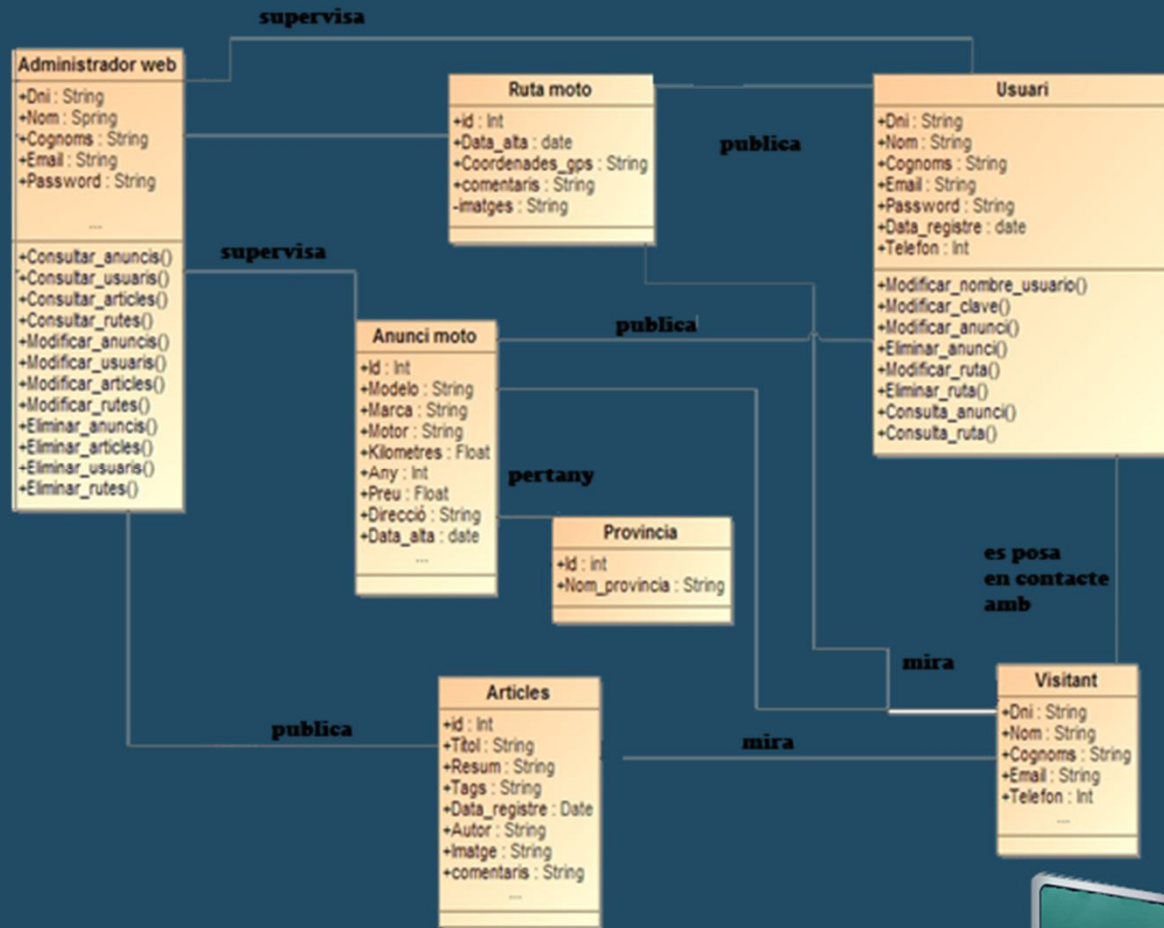 supervisa
Administrador web
+Dni : String
+Nom : Spring
+Cognoms : String
+Email : String
+Password : String
...
+Consultar_anuncis()
+Consultar_usuaris()
+Consultar_articles()
+Consultar_rutes()
+Modificar_anuncis()
+Modificar_usuaris()
+Modificar_articles()
+Modificar_rutes()
+Eliminar_anuncis()
+Eliminar_articles()
+Eliminar_usuaris()
+Eliminar_rutes()
Ruta moto
+id : Int
+Data_alta : date
+Coordenades_gps : String
+comentaris : String
-imatges : String
publica
Usuari
+Dni : String
+Nom : String
+Cognoms : String
+Email : String
+Password : String
+Data_registre : date
+Telefon : Int
+Modificar_nombre_usuario()
+Modificar_clave()
+Modificar_anunci()
+Eliminar_anunci()
+Modificar_ruta()
+Eliminar_ruta()
+Consulta_anunci()
+Consulta_ruta()
supervisa
publica
Anunci moto
+Id : Int
+Modelo : String
+Marca : String
+Motor : String
+Kilometres : Float
+Any : Int
+Preu : Float
+Direcció : String
+Data_alta : date
...
pertany
Provincia
+Id : int
+Nom_provincia : String
es posa
en contacte
amb
mira
Visitant
+Dni : String
+Nom : String
+Cognoms : String
+Email : String
+Telefon : Int
...
publica
Articles
+id : Int
+Títol : String
+Resum : String
+Tags : String
+Data_registre : Date
+Autor : String
+Imatge : String
+comentaris : String
...
mira